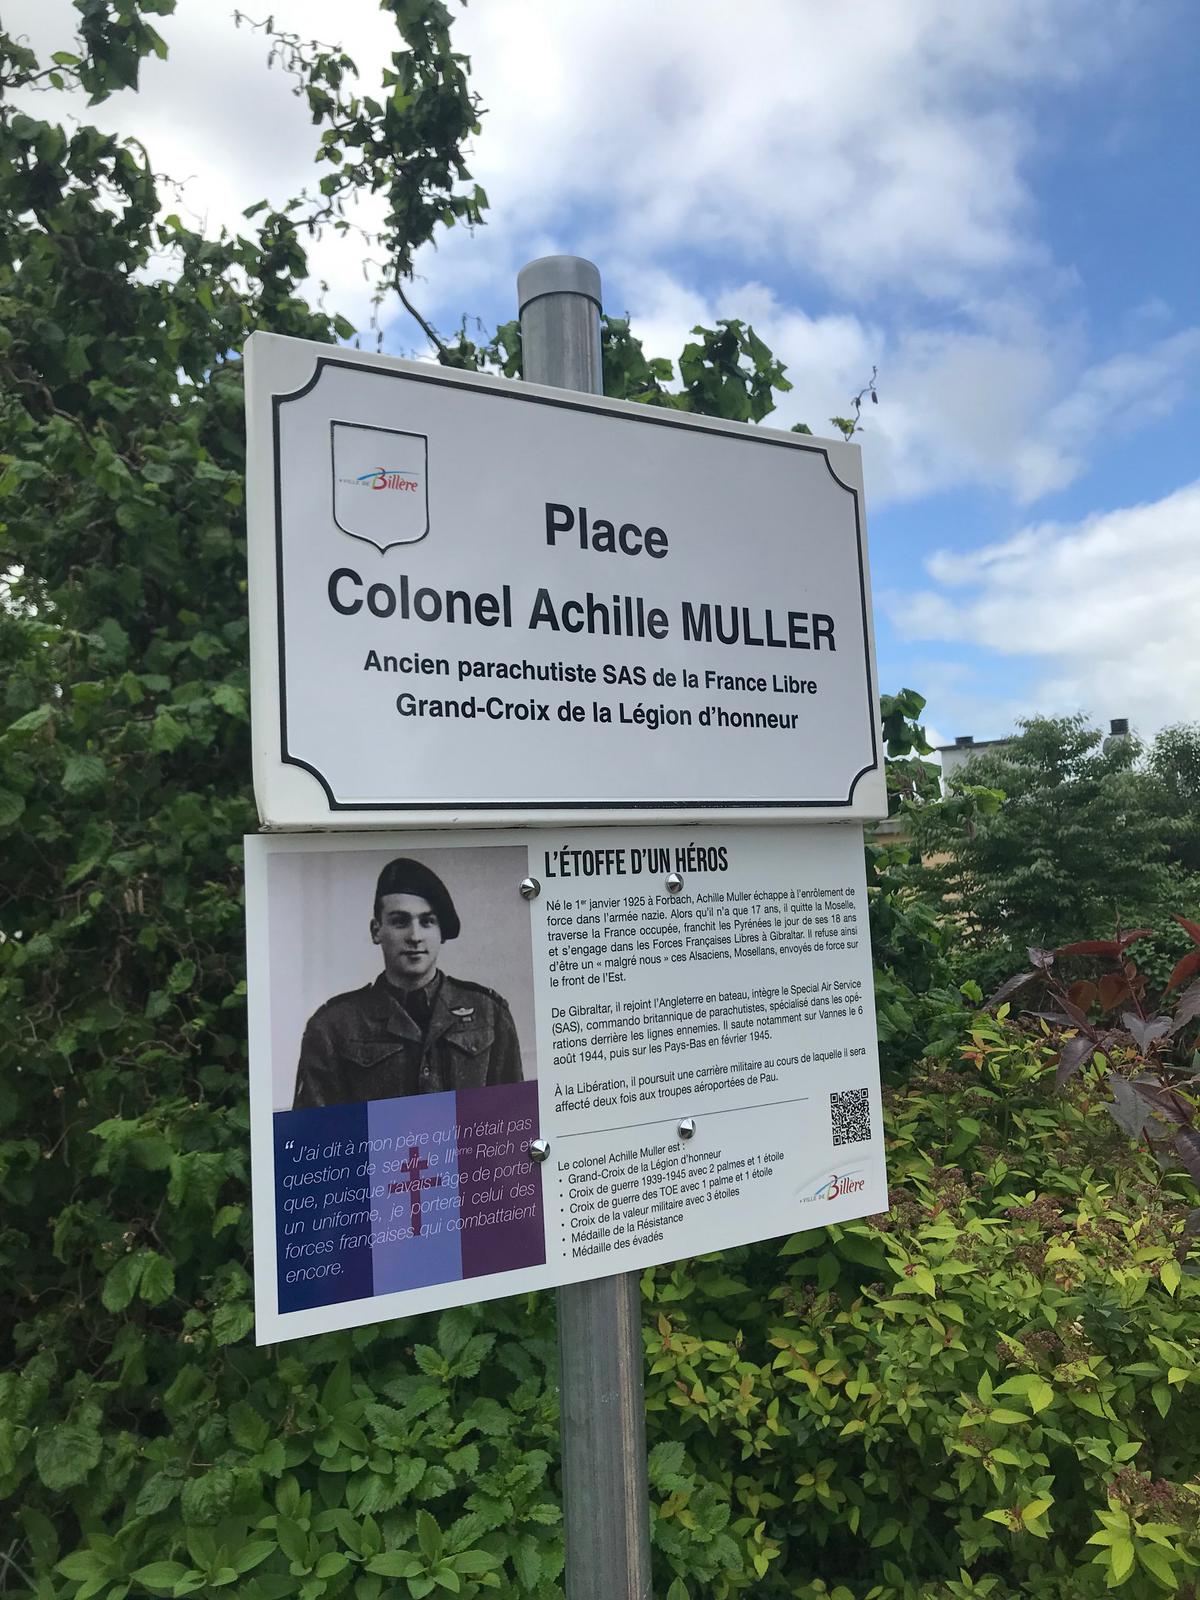 VILLE DE Billère
Place
Colonel Achille MULLER
Ancien parachutiste SAS de la France Libre
Grand-Croix de la Légion d'honneur
L'ÉTOFFE D'UN HÉROS
Né le 1er janvier 1925 à Forbach, Achille Muller échappe à l'enrôlement de
force dans l'armée nazie. Alors qu'il n'a que 17 ans, il quitte la Moselle,
traverse la France occupée, franchit les Pyrénées le jour de ses 18 ans
et s'engage dans les Forces Françaises Libres à Gibraltar. Il refuse ainsi
d'être un « malgré nous » ces Alsaciens, Mosellans, envoyés de force sur
le front de l'Est.
De Gibraltar, il rejoint l'Angleterre en bateau, intègre le Special Air Service
(SAS), commando britannique de parachutistes, spécialisé dans les opé-
rations derrière les lignes ennemies. Il saute notamment sur Vannes le 6
août 1944, puis sur les Pays-Bas en février 1945.
À la Libération, il poursuit une carrière militaire au cours de laquelle il sera
affecté deux fois aux troupes aéroportées de Pau.
“J'ai dit à mon père qu'il n'était pas
question de servir le IIIème Reich et
que, puisque j'avais l'âge de porter
un uniforme, je porterai celui des
forces françaises qui combattaient
encore.
Le colonel Achille Muller est :
• Grand-Croix de la Légion d'honneur
• Croix de guerre 1939-1945 avec 2 palmes et 1 étoile
• Croix de guerre des TOE avec 1 palme et 1 étoile
• Croix de la valeur militaire avec 3 étoiles
• Médaille de la Résistance
• Médaille des évadés
VILLE DE Billère